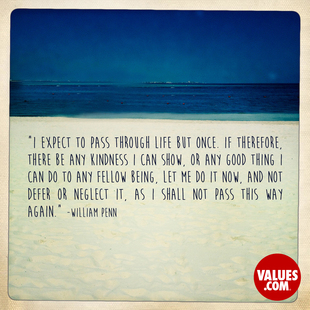 "I EXPECT TO PASS THROUGH LIFE BUT ONCE. IF THEREFORE,
THERE BE ANY KINDNESS I CAN SHOW, OR ANY GOOD THING I
CAN DO TO ANY FELLOW BEING, LET ME DO IT NOW, AND NOT
DEFER OR NEGLECT IT, AS I SHALL NOT PASS THIS WAY
AGAIN." -WILLIAM PENN
VALUES
.COM